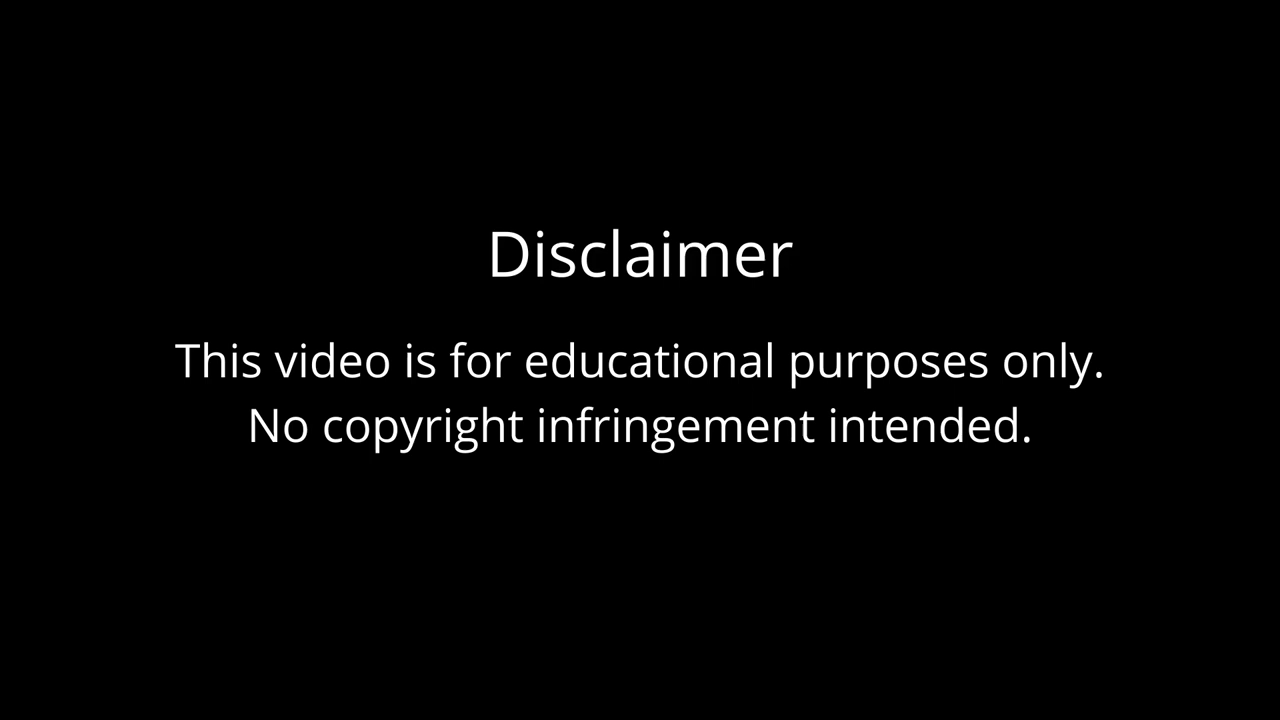 Disclaimer
This video is for educational purposes only.
No copyright infringement intended.